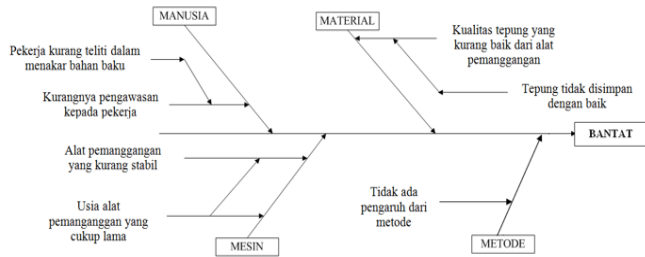 MANUSIA
MATERIAL
Pekerja kurang teliti dalam
menakar bahan baku
Kualitas tepung yang
kurang baik dari alat
pemanggangan
Kurangnya pengawasan
kepada pekerja
Tepung tidak disimpan
dengan baik
BANTAT
Alat pemanggangan
yang kurang stabil
Usia alat
pemanganggan yang
cukup lama
Tidak ada
pengaruh dari
metode
MESIN
METODE